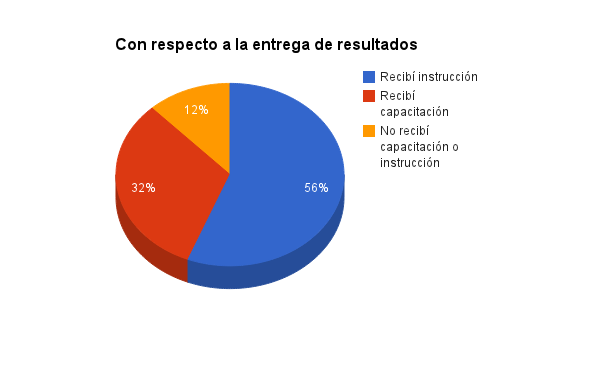 Con respecto a la entrega de resultados
Recibí instrucción
Recibí
capacitación
No recibí
capacitación o
instrucción
12%
32%
56%